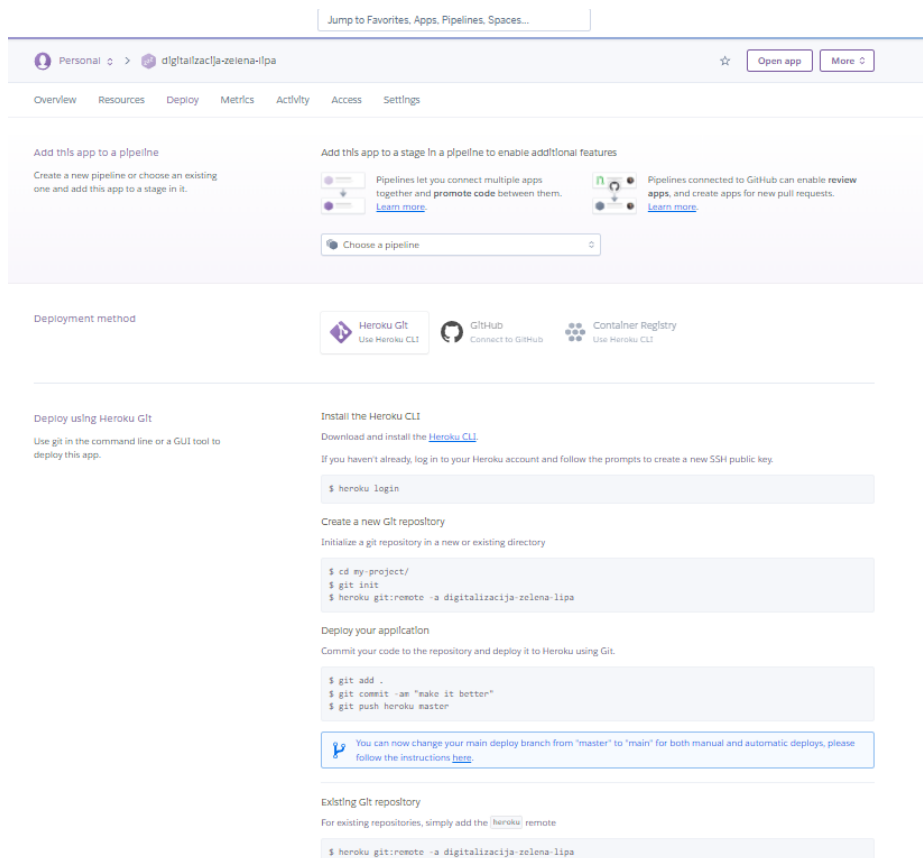 Jump to Favorites, Apps, Pipelines, Spaces...
Personal > digitalizacija-zelena-lipa
Open app
More
Overview Resources Deploy Metrics Activity Access Settings
Add this app to a pipeline
Create a new pipeline or choose an existing
one and add this app to a stage in it.
Add this app to a stage in a pipeline to enable additional features
Pipelines let you connect multiple apps
together and promote code between them.
Learn more.
Pipelines connected to GitHub can enable review
apps, and create apps for new pull requests.
Learn more.
Choose a pipeline
Deployment method
Heroku Git
Use Heroku CLI
GitHub
Connect to GitHub
Container Registry
Use Heroku CLI
Deploy using Heroku Git
Use git in the command line or a GUI tool to
deploy this app.
Install the Heroku CLI
Download and install the Heroku CLI.
If you haven't already, log in to your Heroku account and follow the prompts to create a new SSH public key.
$ heroku login
Create a new Git repository
Initialize a git repository in a new or existing directory
$ cd my-project/
$ git init
$ heroku git:remote -a digitalizacija-zelena-lipa
Deploy your application
Commit your code to the repository and deploy it to Heroku using Git.
$ git add .
$ git commit -am "make it better"
$ git push heroku master
You can now change your main deploy branch from "master" to "main" for both manual and automatic deploys, please
follow the instructions here.
Existing Git repository
For existing repositories, simply add the heroku remote
$ heroku git:remote -a digitalizacija-zelena-lipa